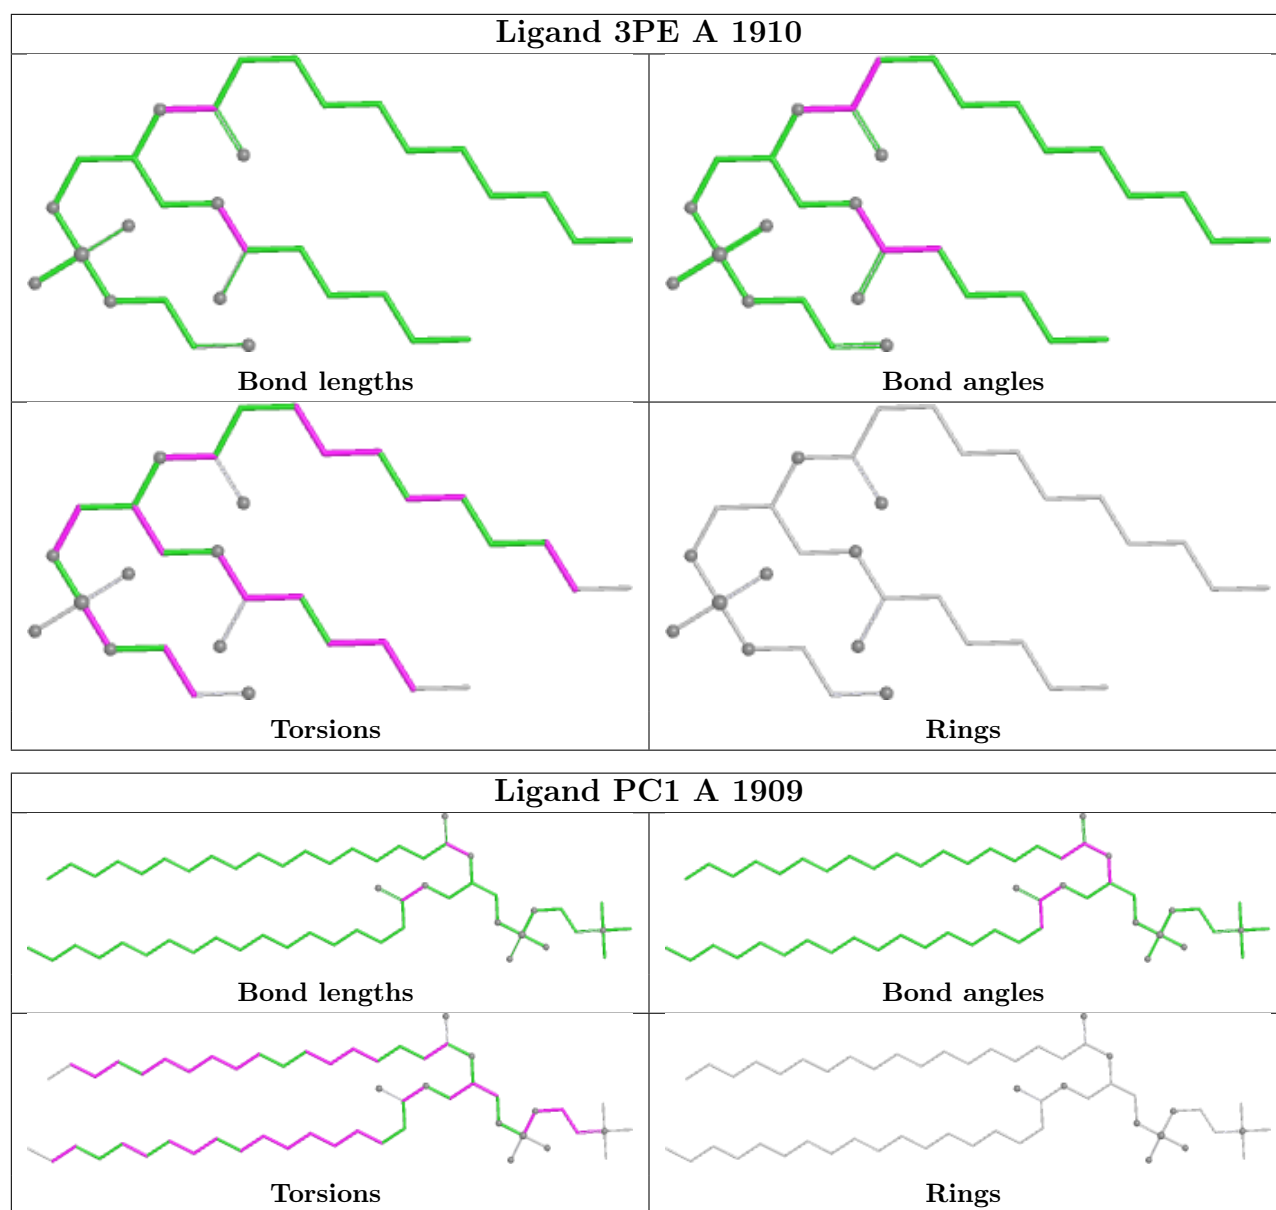 Ligand 3PE A 1910
Bond lengths
Bond angles
Torsions
Rings
Ligand PC1 A 1909
Bond lengths
Bond angles
Torsions
Rings